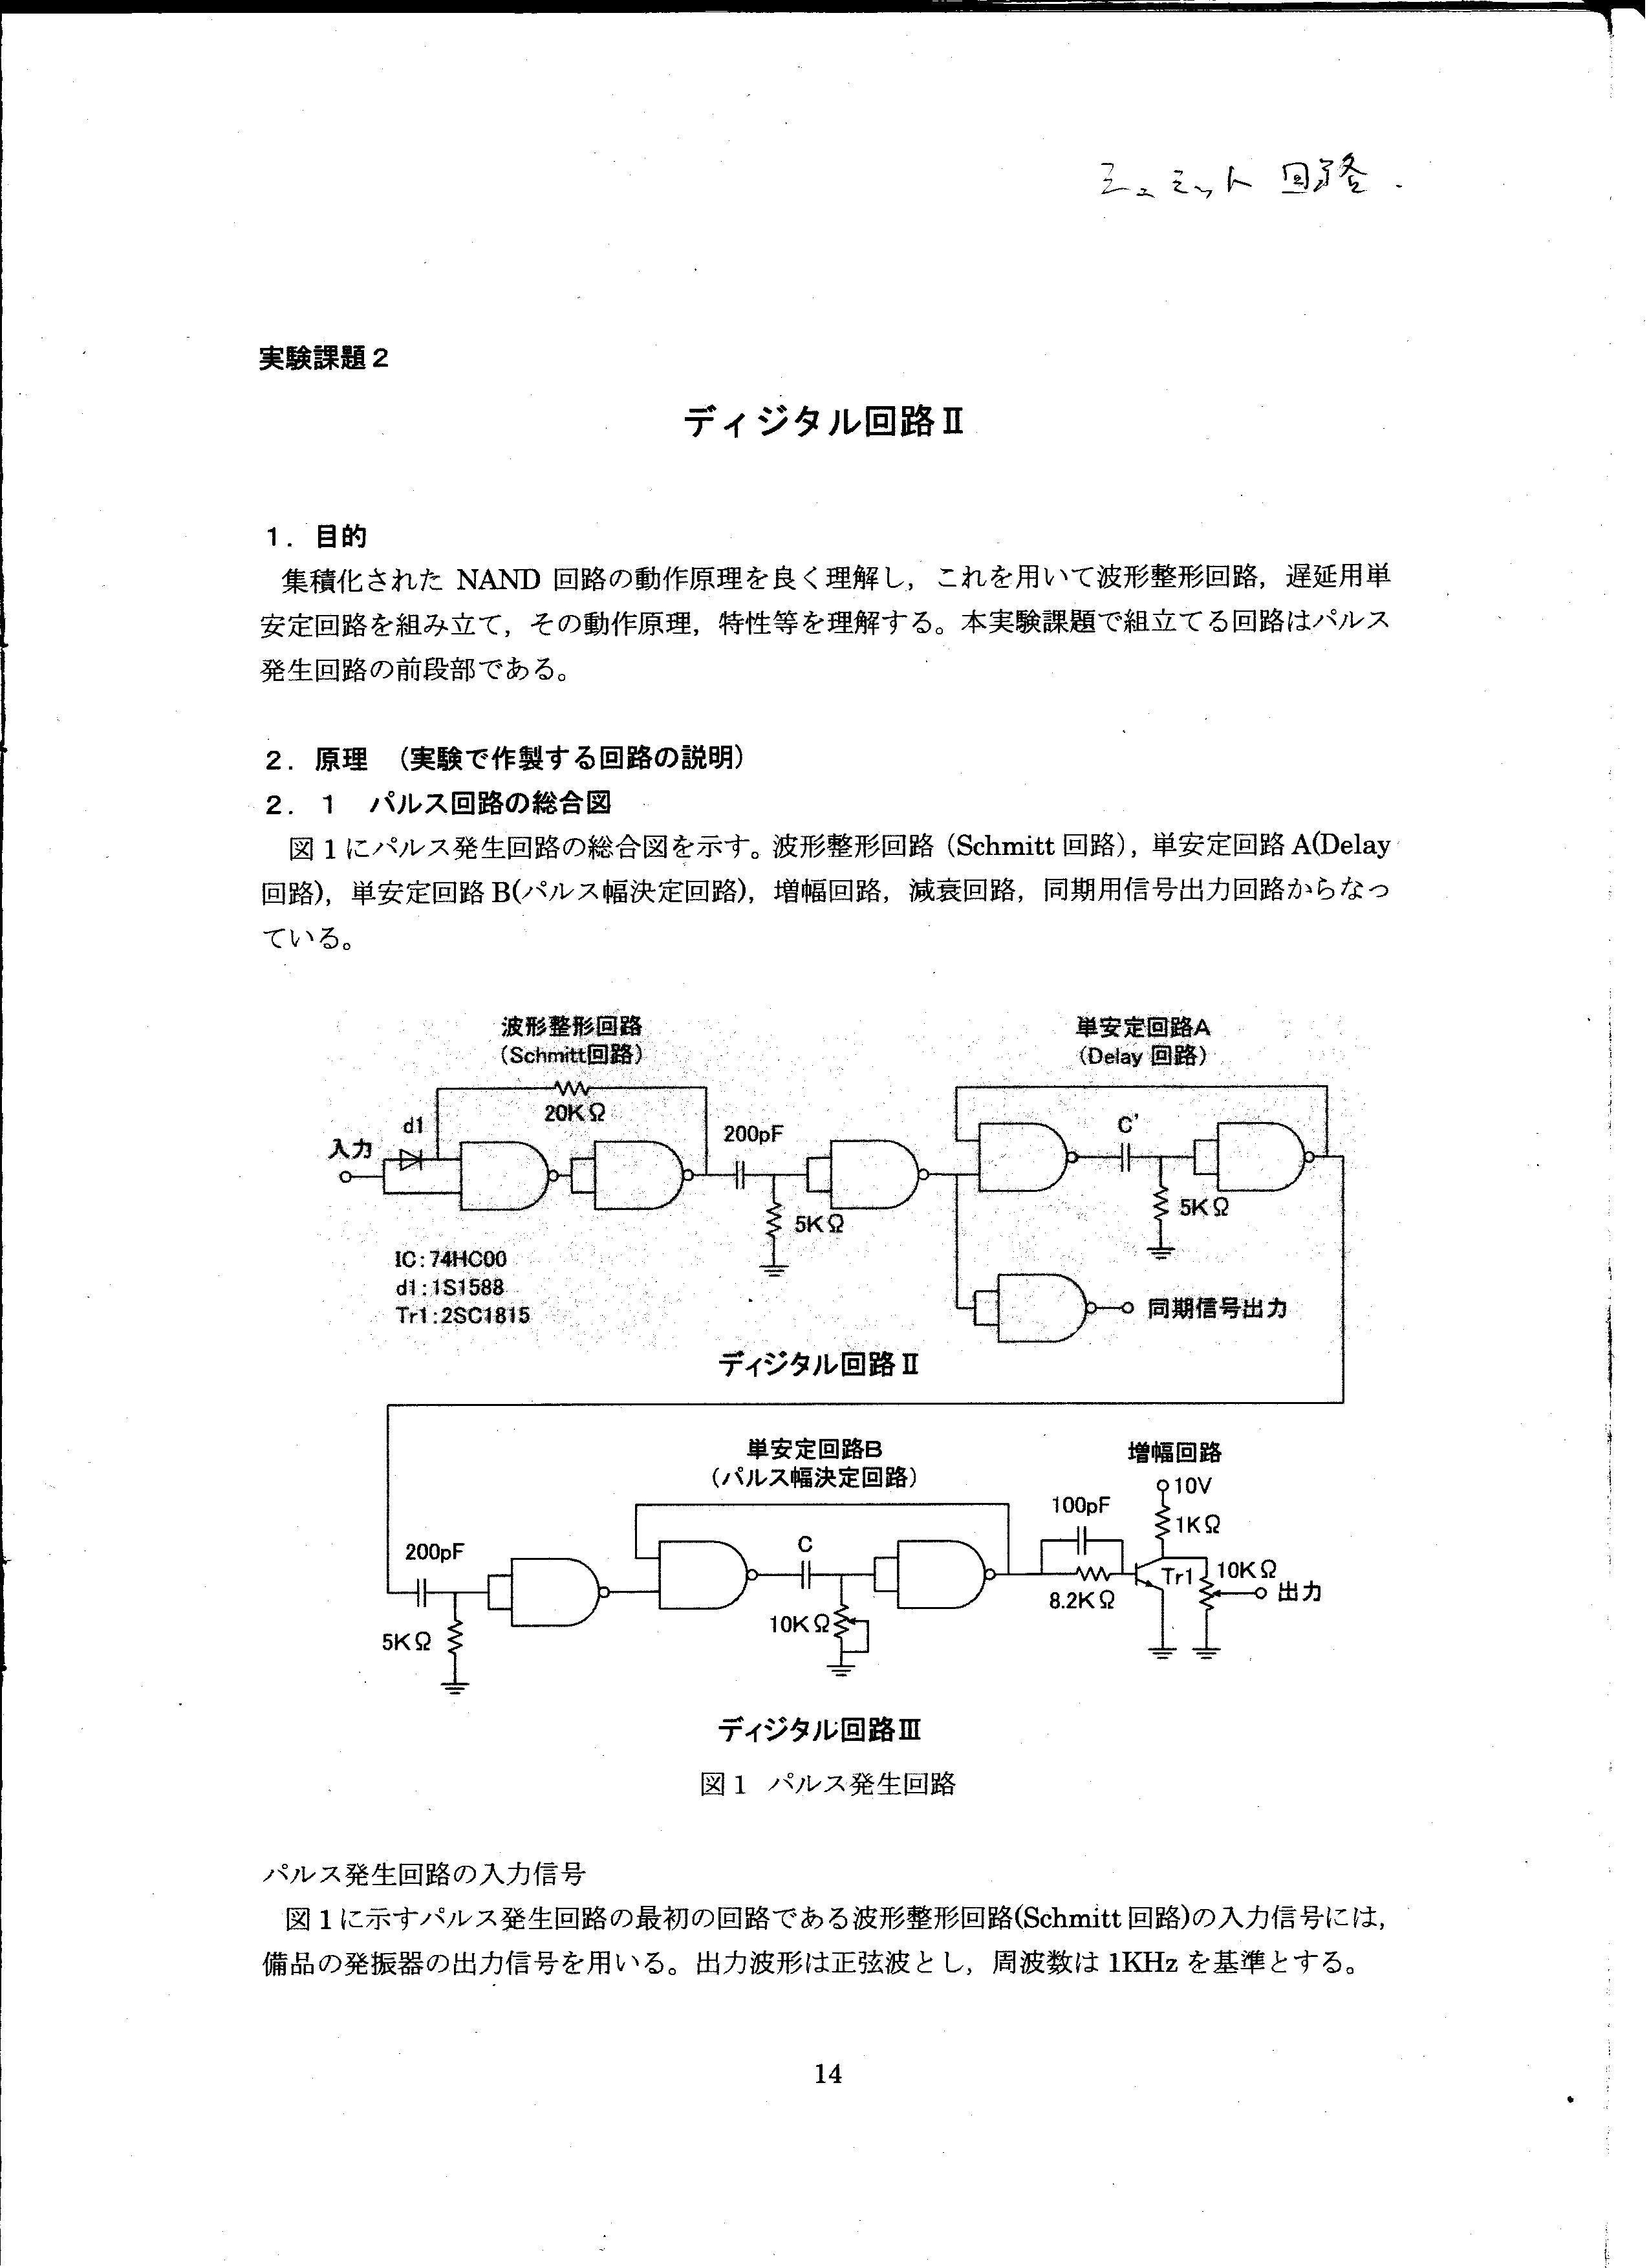 シュミット回路.
実験課題2
ディジタル回路Ⅱ
1. 目的
集積化された NAND 回路の動作原理を良く理解し，これを用いて波形整形回路，遅延用単
安定回路を組み立て，その動作原理，特性等を理解する。本実験課題で組立てる回路はパルス
発生回路の前段部である。
2. 原理 （実験で作製する回路の説明）
2. 1 パルス回路の総合図
図1にパルス発生回路の総合図を示す。波形整形回路（Schmitt 回路），単安定回路 A(Delay
回路)，単安定回路 B(パルス幅決定回路)，増幅回路，減衰回路，同期用信号出力回路からなっ
ている。
波形整形回路
（Schmitt回路）
単安定回路A
（Delay 回路）
20KΩ
d1
入力
200pF
C'
5KΩ
5KΩ
IC:74HC00
d1:1S1588
Tr1:2SC1815
同期信号出力
ディジタル回路Ⅱ
単安定回路B
（パルス幅決定回路）
増幅回路
10V
100pF
1KΩ
200pF
C
Tr1
10KΩ
出力
8.2KΩ
10KΩ
5KΩ
ディジタル回路Ⅲ
図1 パルス発生回路
パルス発生回路の入力信号
図1に示すパルス発生回路の最初の回路である波形整形回路(Schmitt 回路)の入力信号には，
備品の発振器の出力信号を用いる。出力波形は正弦波とし，周波数は 1KHz を基準とする。
14